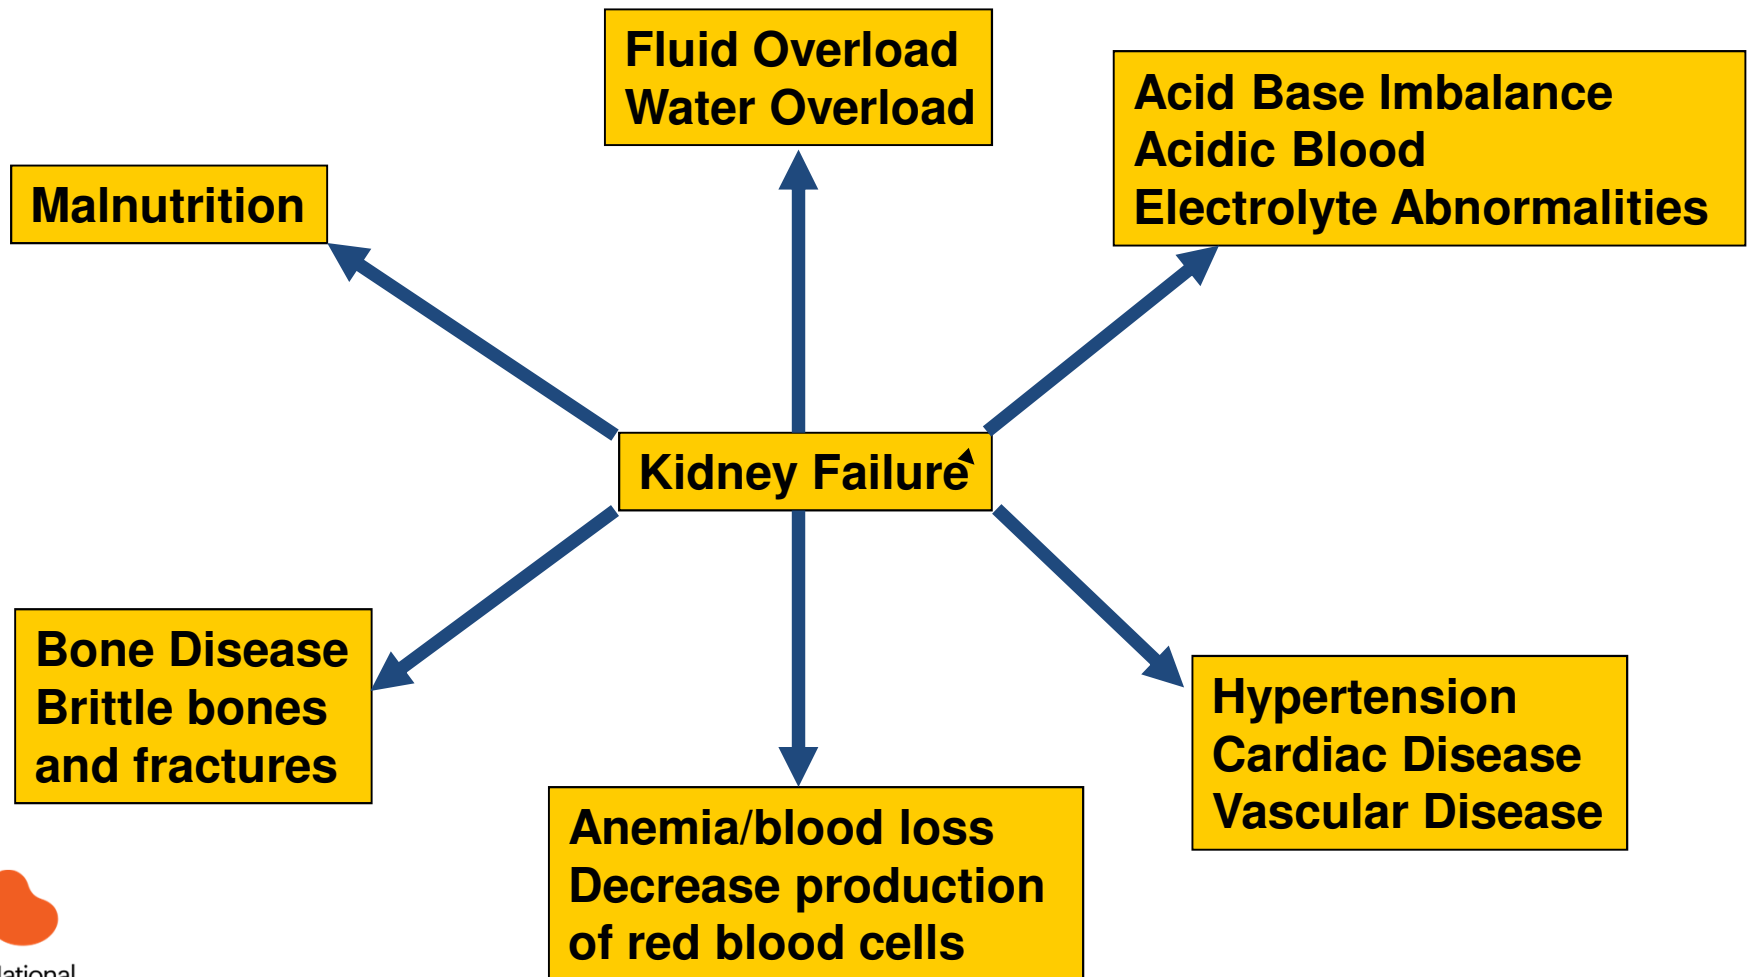 Fluid Overload
Water Overload
Acid Base Imbalance
Acidic Blood
Electrolyte Abnormalities
Malnutrition
Kidney Failure
Bone Disease
Brittle bones
and fractures
Hypertension
Cardiac Disease
Vascular Disease
Anemia/blood loss
Decrease production
of red blood cells